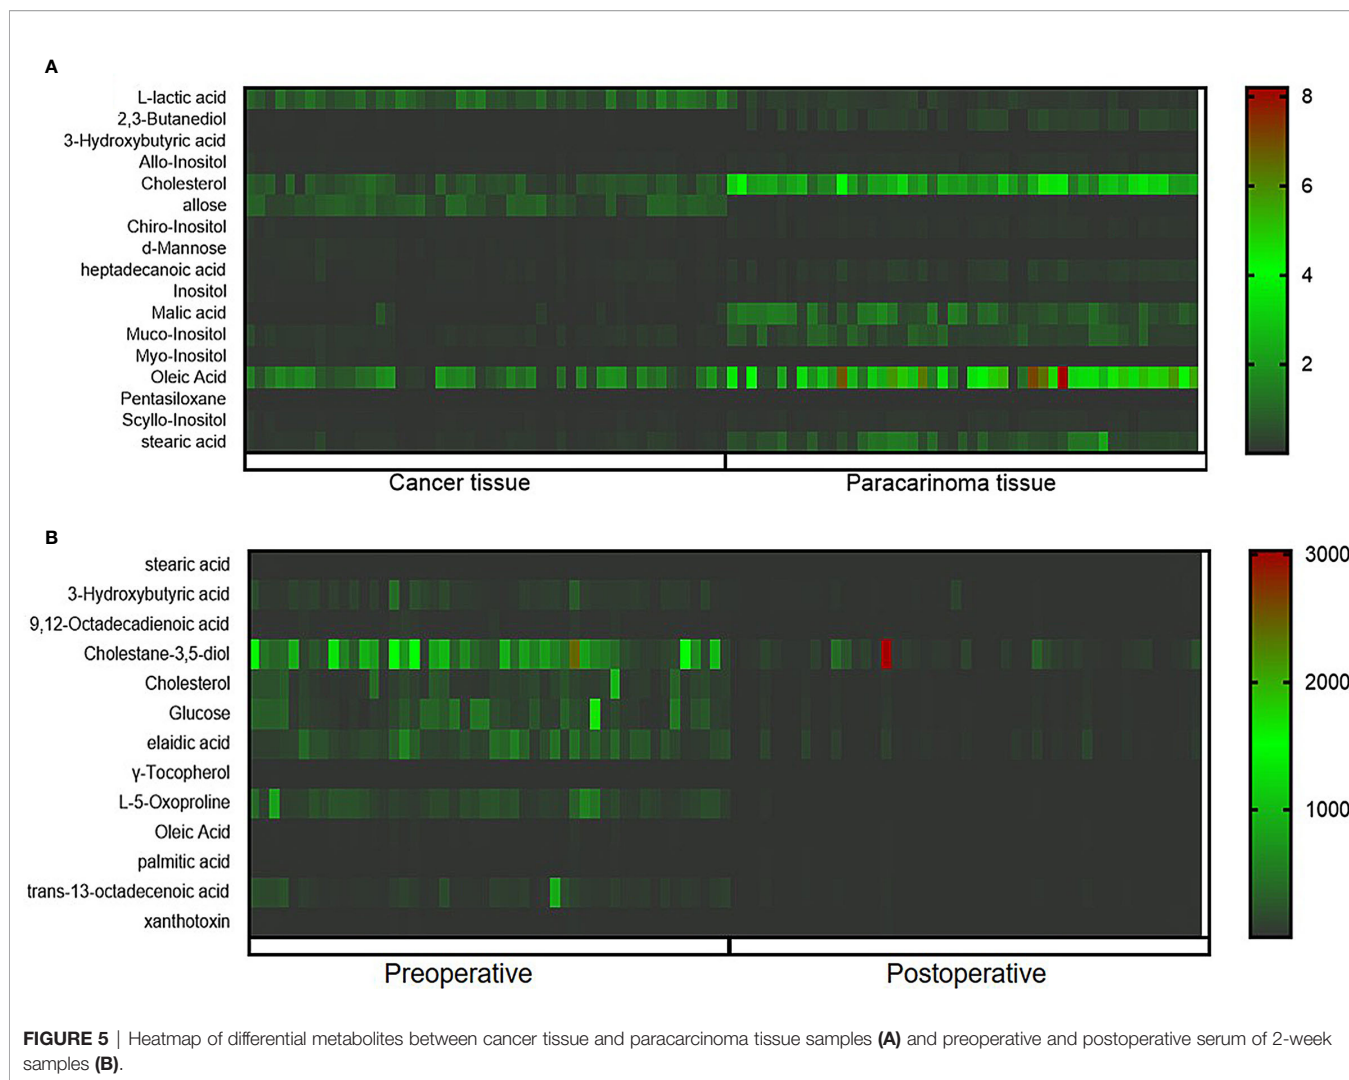 A
L-lactic acid
2,3-Butanediol
3-Hydroxybutyric acid
Allo-Inositol
Cholesterol
allose
Chiro-Inositol
d-Mannose
heptadecanoic acid
Inositol
Malic acid
Muco-Inositol
Myo-Inositol
Oleic Acid
Pentasiloxane
Scyllo-Inositol
stearic acid
Cancer tissue
Paracarinoma tissue
8
6
4
2
B
stearic acid
3-Hydroxybutyric acid
9,12-Octadecadienoic acid
Cholestane-3,5-diol
Cholesterol
Glucose
elaidic acid
γ-Tocopherol
L-5-Oxoproline
Oleic Acid
palmitic acid
trans-13-octadecenoic acid
xanthotoxin
Preoperative
Postoperative
3000
2000
1000
FIGURE 5 | Heatmap of differential metabolites between cancer tissue and paracarcinoma tissue samples (A) and preoperative and postoperative serum of 2-week
samples (B).